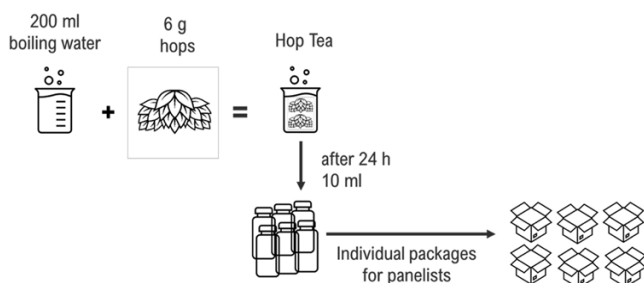 200 ml
boiling water
6 g
hops
Hop Tea
+
=
after 24 h
10 ml
Individual packages
for panelists